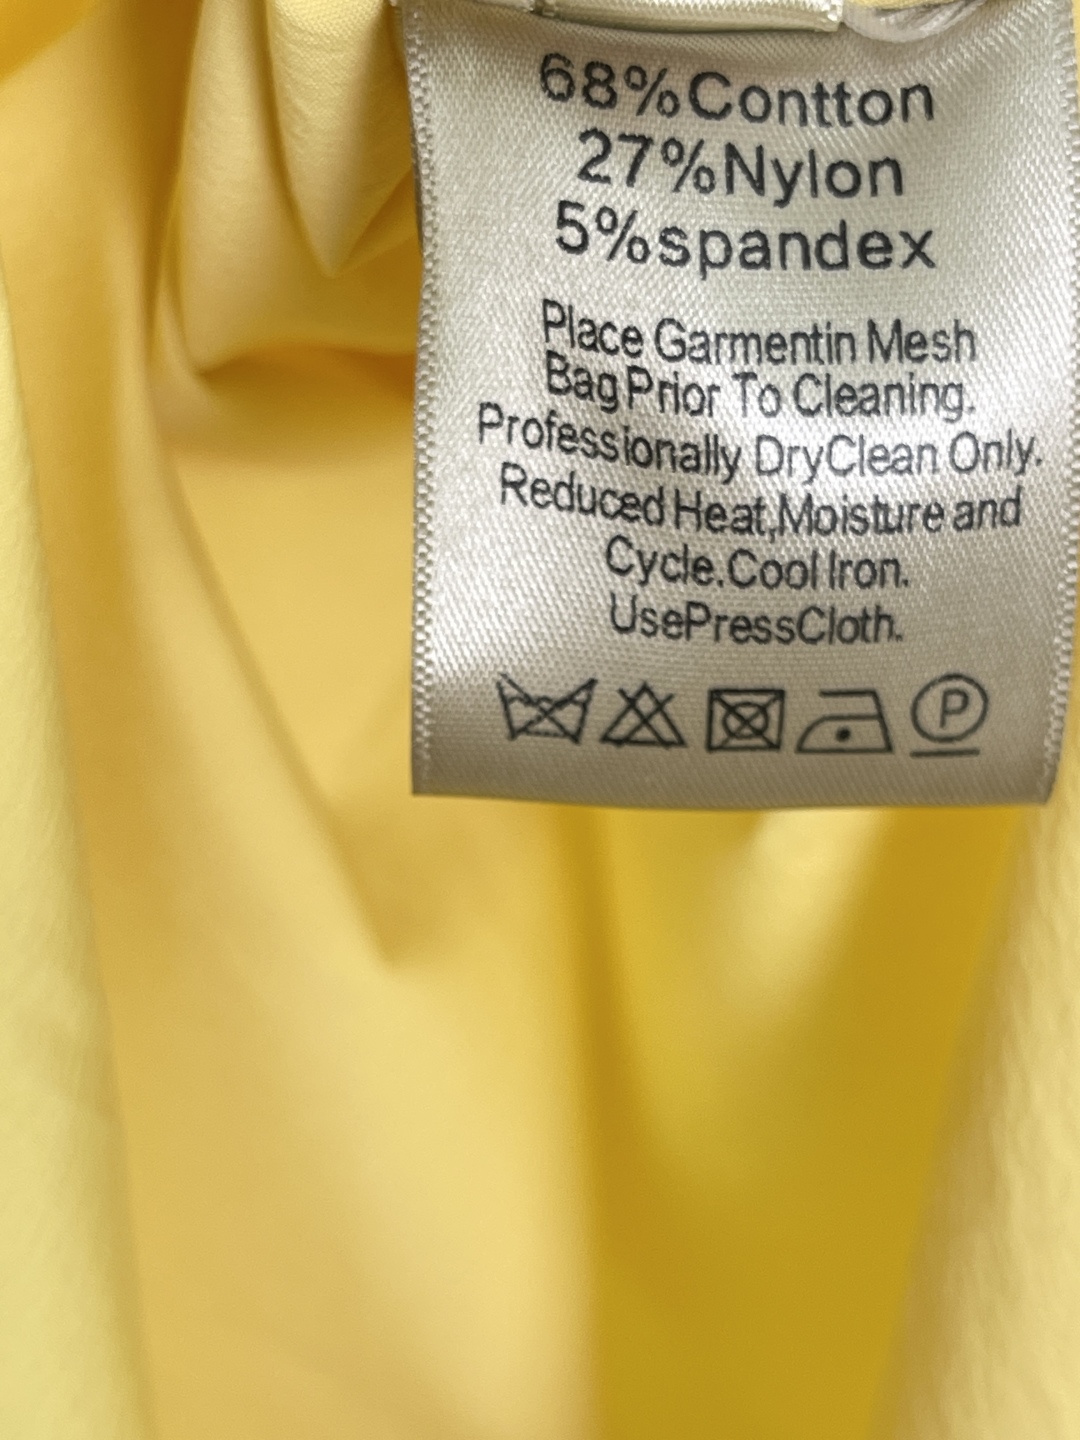 68%Contton
27%Nylon
5%spandex
Place Garmentin Mesh
Bag Prior To Cleaning.
Professionally DryClean Only.
Reduced Heat,Moisture and
Cycle.Cool Iron.
UsePressCloth.
P